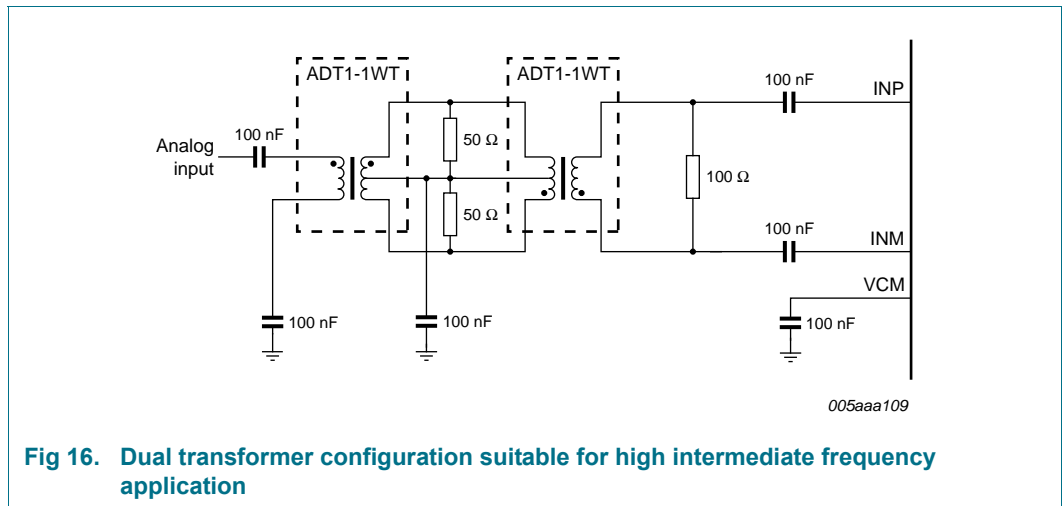 ADT1-1WT
ADT1-1WT
100 nF
INP
Analog
input
100 nF
50 Ω
100 Ω
50 Ω
100 nF
INM
VCM
100 nF
100 nF
100 nF
005aaa109
Fig 16. Dual transformer configuration suitable for high intermediate frequency
application